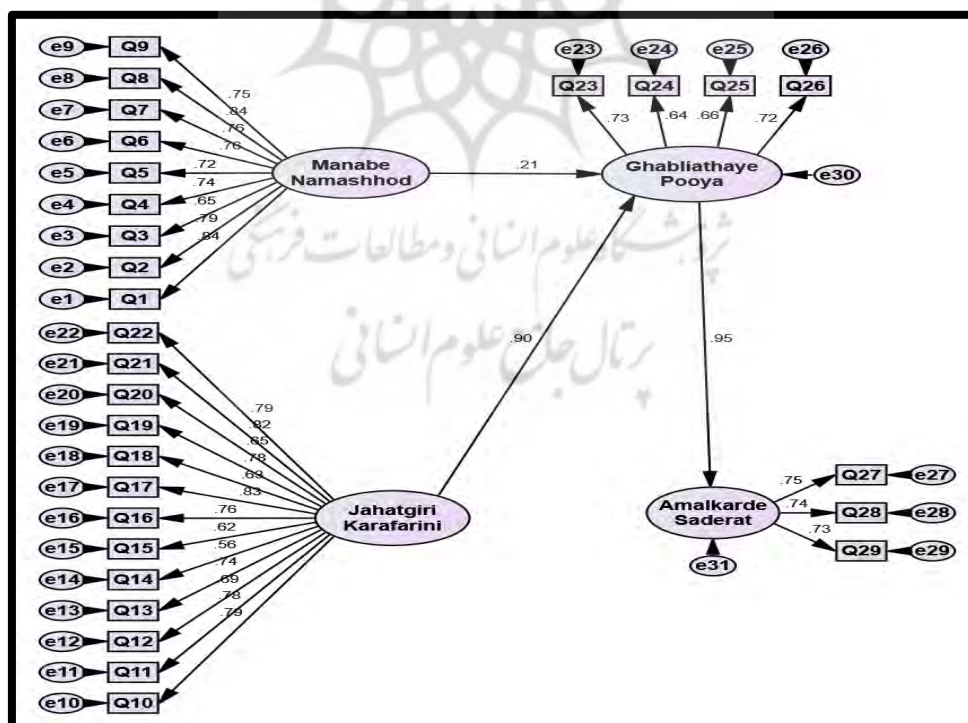 e9 Q9
e8 Q8
e7 Q7
e6 Q6
e5 Q5
e4 Q4
e3 Q3
e2 Q2
e1 Q1
.75
.84
.76
.76
.72
.74
.65
.79
.84
Manabe
Namashhod
.21
e23 e24 e25 e26
Q23 Q24 Q25 Q26
.73 .64 .66 .72
Ghabliathaye
Pooya
e30
پژوهشگاه علوم انسانی و مطالعات فرهنگی
پرتال جامع علوم انسانی
.90
.95
e22 Q22
e21 Q21
e20 Q20
e19 Q19
e18 Q18
e17 Q17
e16 Q16
e15 Q15
e14 Q14
e13 Q13
e12 Q12
e11 Q11
e10 Q10
.79
.82
.65
.78
.63
.83
.76
.62
.56
.74
.69
.78
.79
Jahatgiri
Karafarini
Amalkarde
Saderat
e31
.75 Q27 e27
.74 Q28 e28
.73 Q29 e29